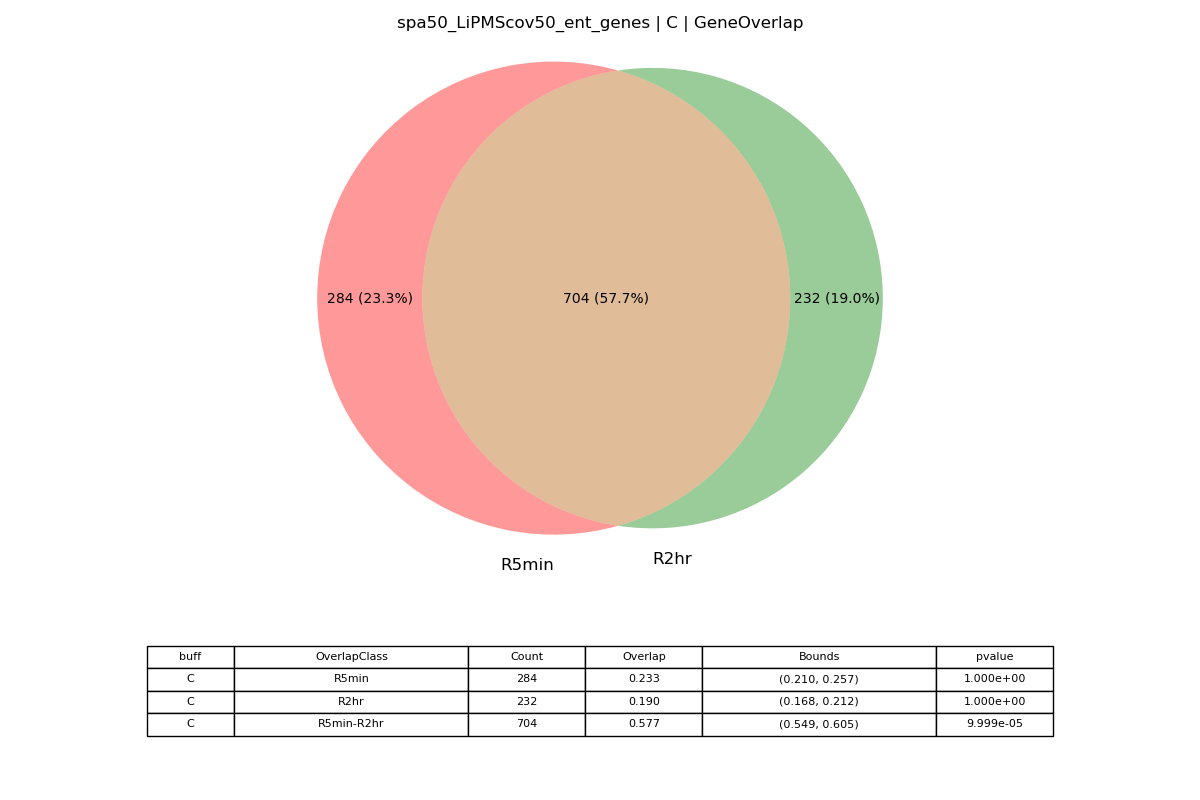 spa50_LiPMScov50_ent_genes | C | GeneOverlap
284 (23.3%) 704 (57.7%) 232 (19.0%)
R5min R2hr
buff OverlapClass Count Overlap Bounds pvalue
C R5min 284 0.233 (0.210, 0.257) 1.000e+00
C R2hr 232 0.190 (0.168, 0.212) 1.000e+00
C R5min-R2hr 704 0.577 (0.549, 0.605) 9.999e-05